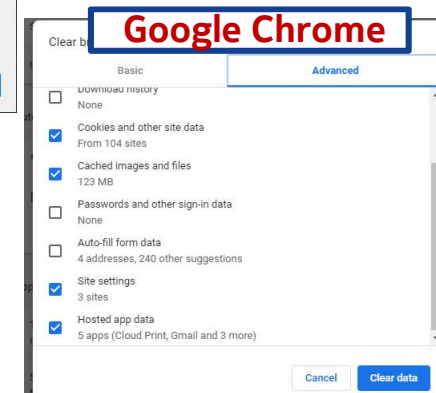 Google Chrome
Clear b
Basic
Advanced
Download history
None
Cookies and other site data
From 104 sites
Cached images and files
123 MB
Passwords and other sign-in data
None
Auto-fill form data
4 addresses, 240 other suggestions
Site settings
3 sites
Hosted app data
5 apps (Cloud Print, Gmail and 3 more)
Cancel
Clear data